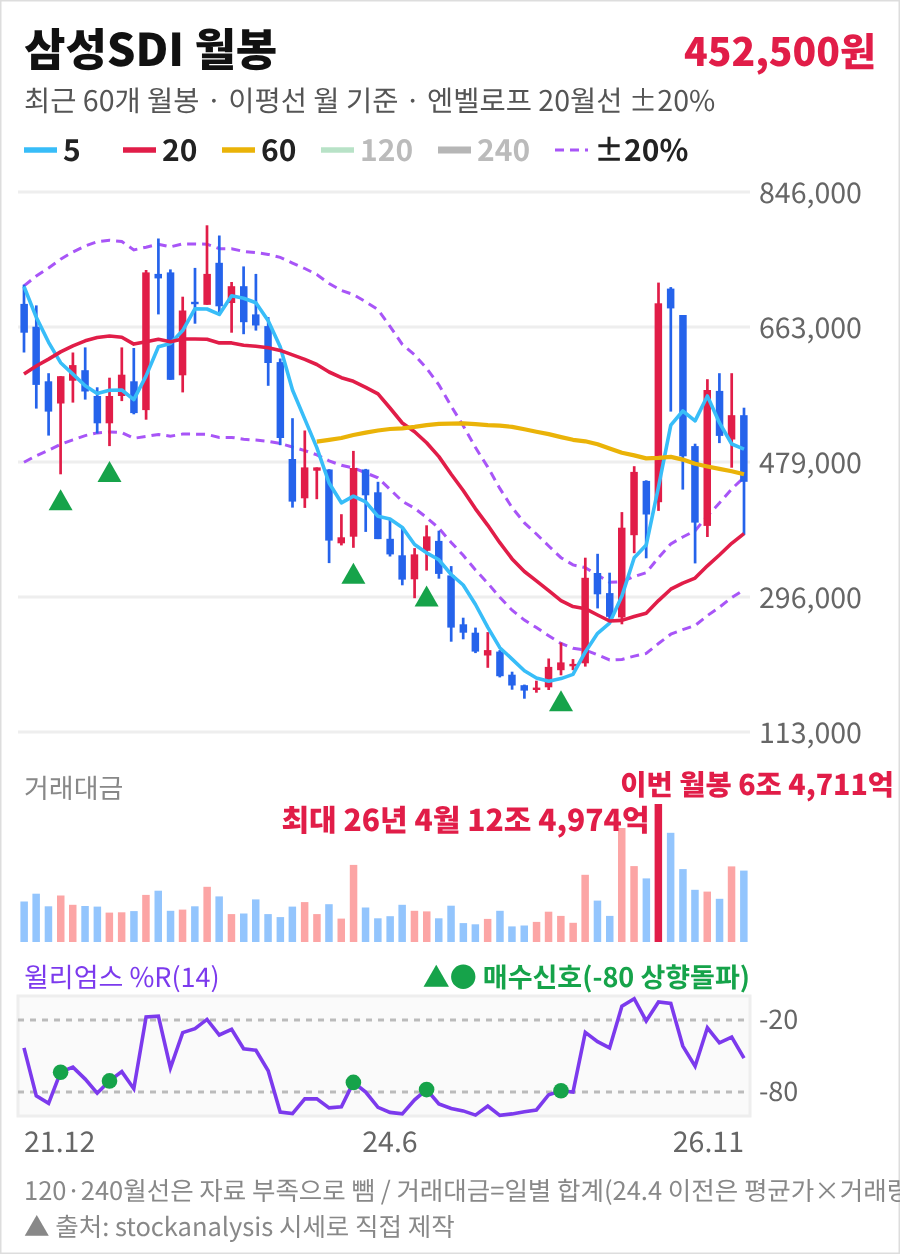 삼성SDI 월봉
452,500원
최근 60개 월봉 · 이평선 월 기준 · 엔벨로프 20월선 ±20%
5 20 60 120 240 ±20%
846,000
663,000
479,000
296,000
113,000
거래대금
이번 월봉 6조 4,711억
최대 26년 4월 12조 4,974억
윌리엄스 %R(14)
▲● 매수신호(-80 상향돌파)
-20
-80
21.12 24.6 26.11
120·240월선은 자료 부족으로 뺌 / 거래대금=일별 합계(24.4 이전은 평균가×거래량
▲ 출처: stockanalysis 시세로 직접 제작